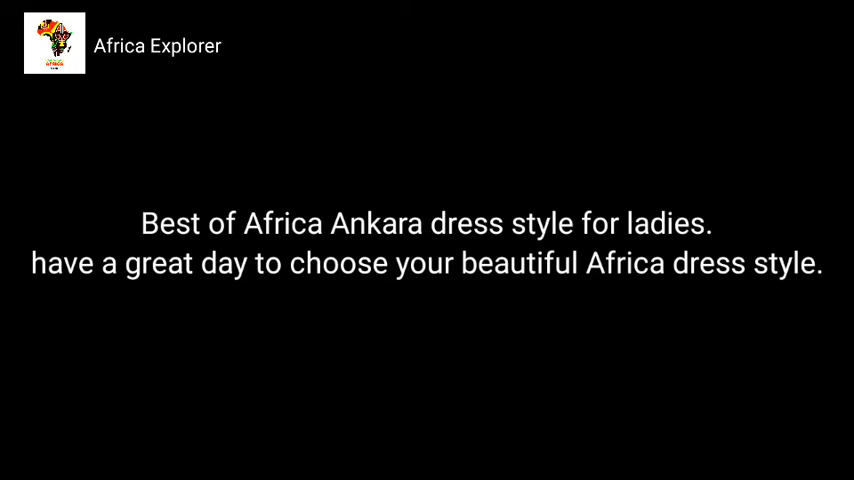 Africa Explorer
Best of Africa Ankara dress style for ladies.
have a great day to choose your beautiful Africa dress style.